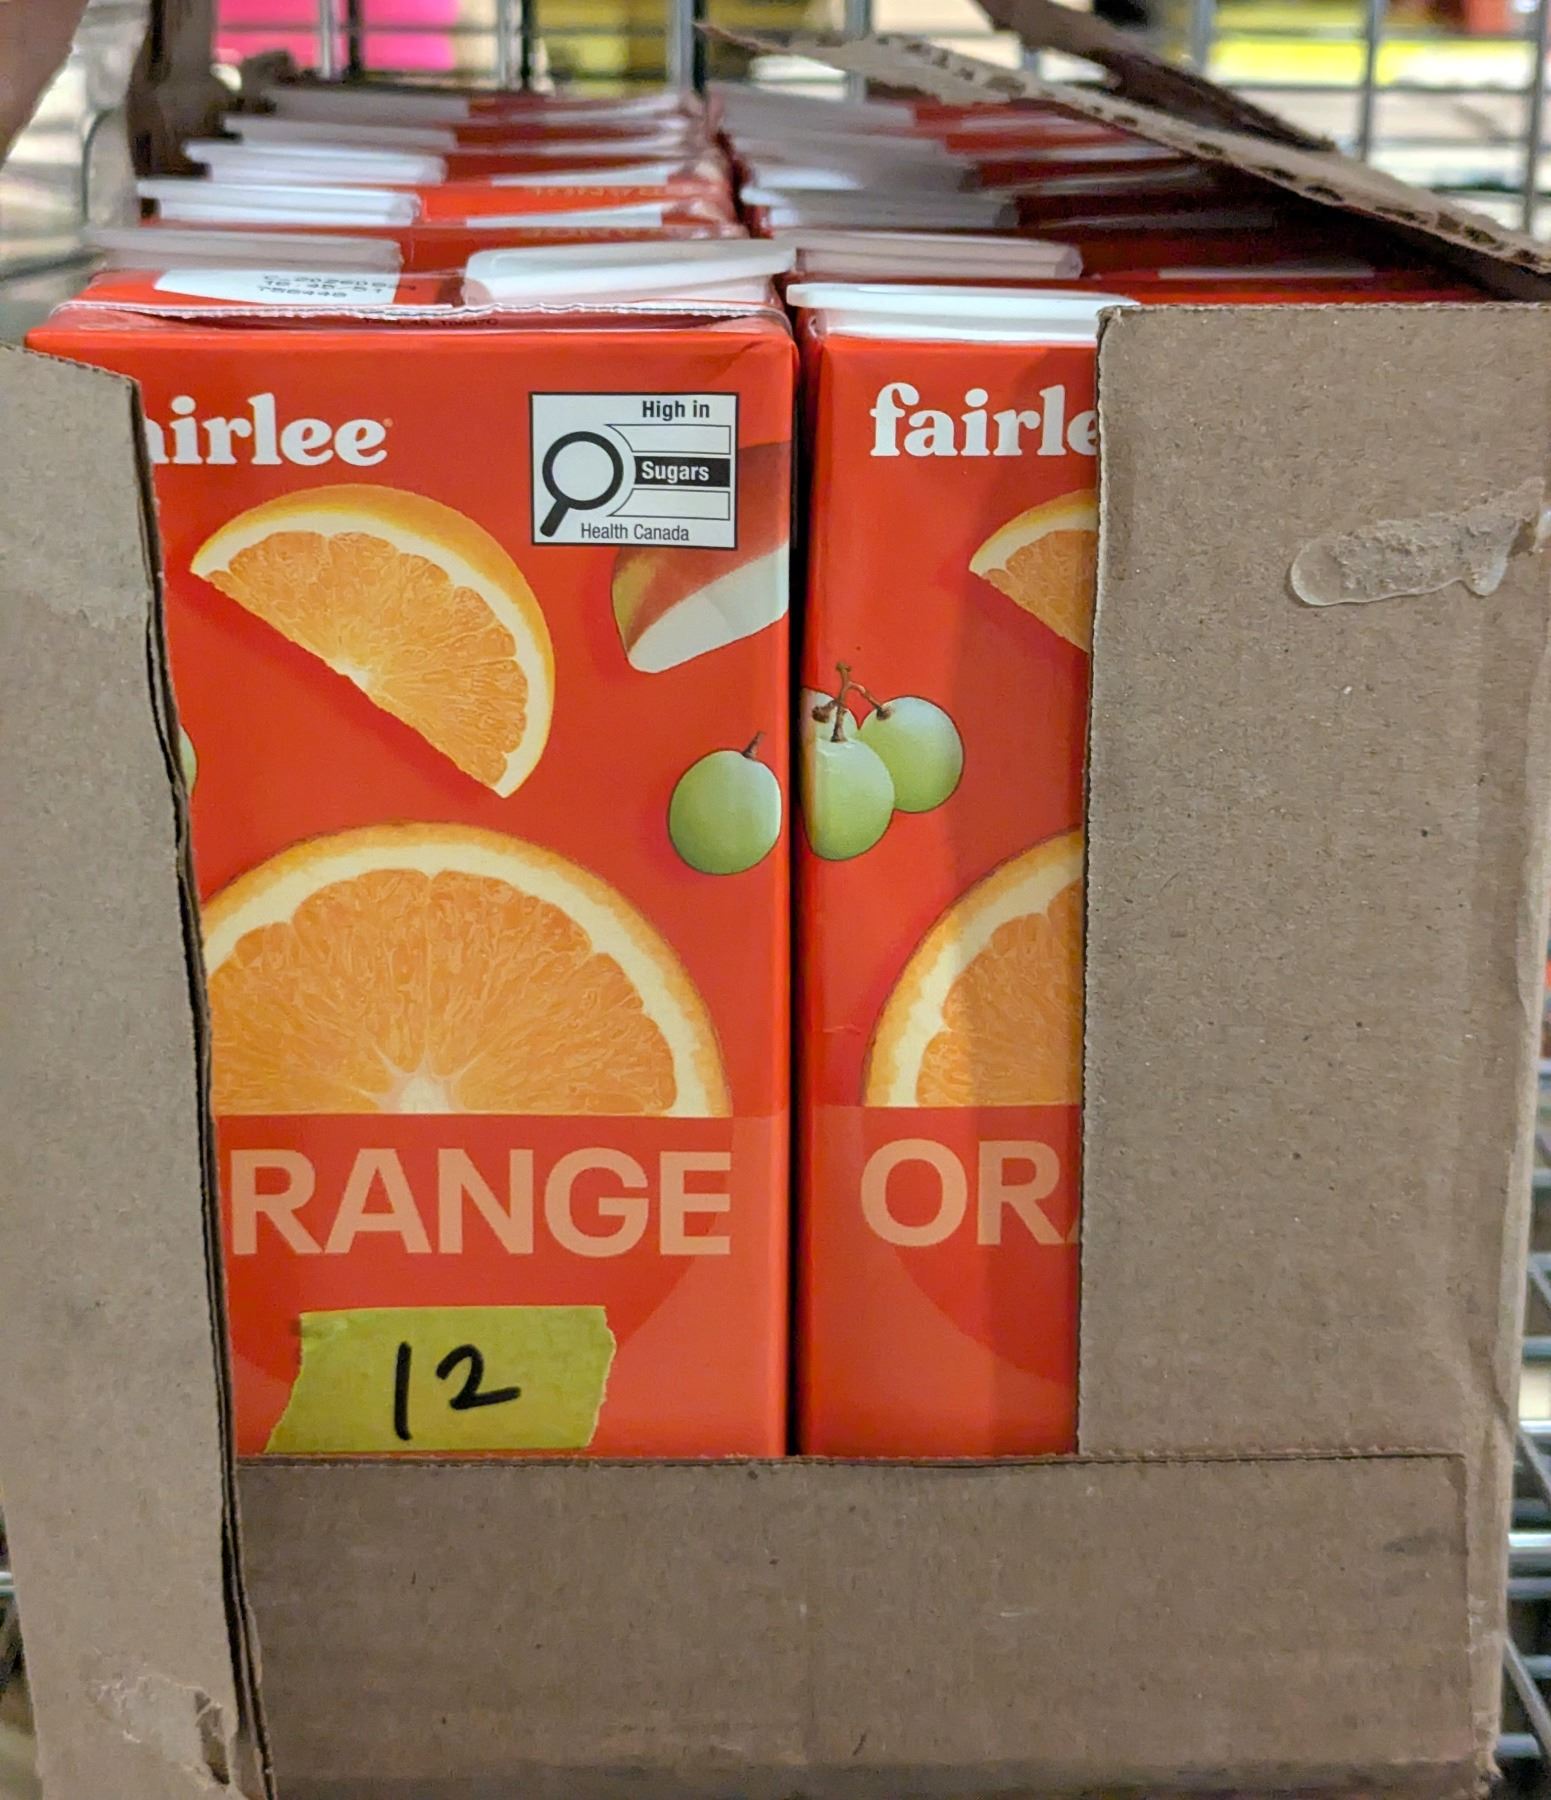 airlee
High in
Sugars
Health Canada
fairle
RANGE
OR
12